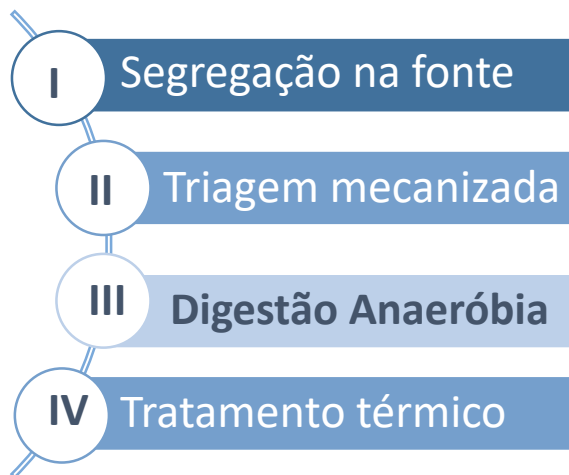 I Segregação na fonte
II Triagem mecanizada
III Digestão Anaeróbia
IV Tratamento térmico